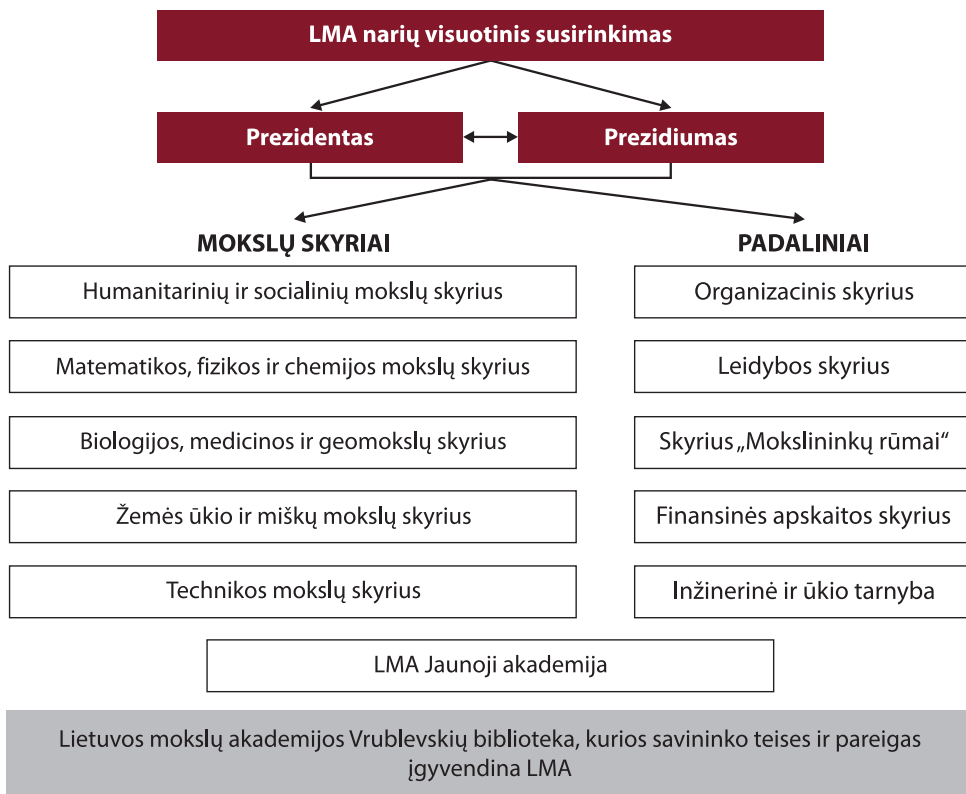 LMA narių visuotinis susirinkimas
Prezidentas
Prezidiumas
MOKSLŲ SKYRIAI
Humanitarinių ir socialinių mokslų skyrius
Matematikos, fizikos ir chemijos mokslų skyrius
Biologijos, medicinos ir geomokslų skyrius
Žemės ūkio ir miškų mokslų skyrius
Technikos mokslų skyrius
PADALINIAI
Organizacinis skyrius
Leidybos skyrius
Skyrius „Mokslininkų rūmai“
Finansinės apskaitos skyrius
Inžinerinė ir ūkio tarnyba
LMA Jaunoji akademija
Lietuvos mokslų akademijos Vrublevskių biblioteka, kurios savininko teises ir pareigas
įgyvendina LMA